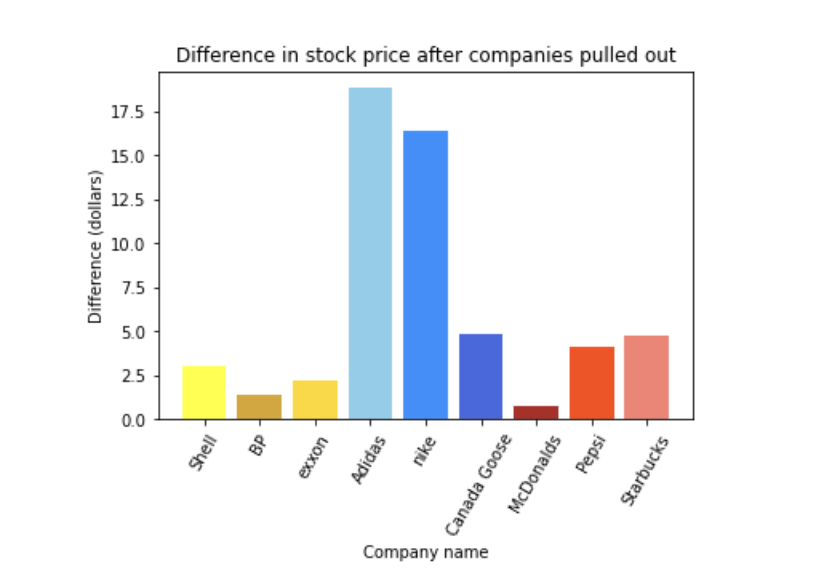 Difference in stock price after companies pulled out
Difference (dollars)
17.5
15.0
12.5
10.0
7.5
5.0
2.5
0.0
Shell
BP
exxon
Adidas
nike
Canada Goose
McDonalds
Pepsi
Starbucks
Company name